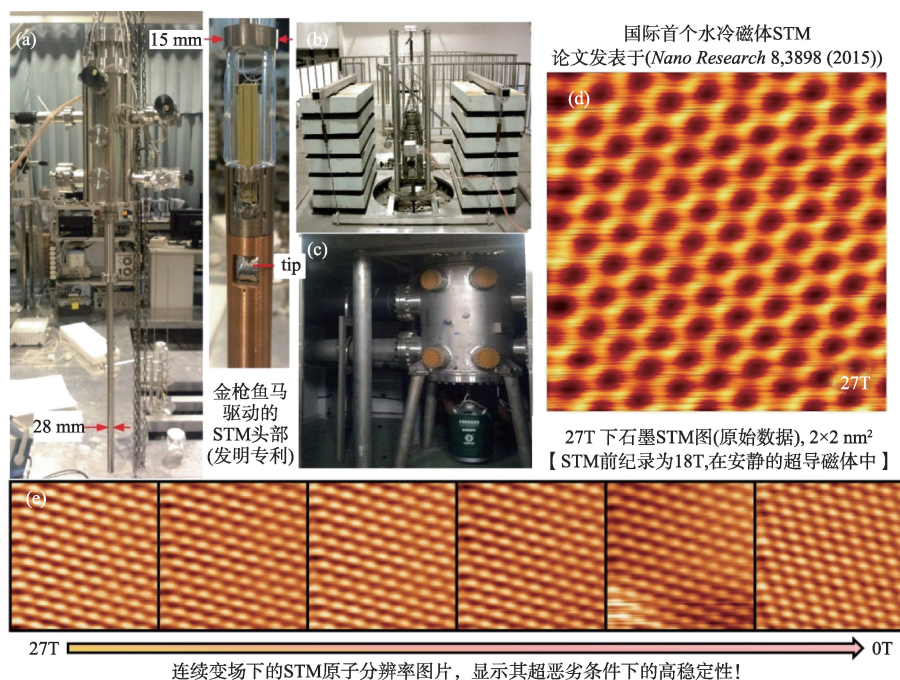 (a)
15 mm
(b)
国际首个水冷磁体STM
论文发表于(Nano Research 8,3898 (2015))
(d)
tip
(c)
28 mm
金枪鱼马
驱动的
STM头部
(发明专利)
27T
27T 下石墨STM图(原始数据), 2×2 nm²
【 STM前纪录为18T,在安静的超导磁体中 】
(e)
27T
0T
连续变场下的STM原子分辨率图片，显示其超恶劣条件下的高稳定性!